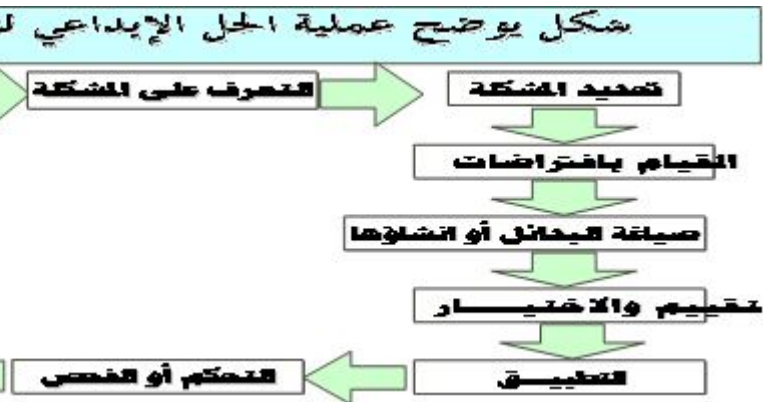 شكل يوضح عملية الحل الإبداعي
التعرف على المشكلة
تحديد المشكلة
القيام بافتراضات
صياغة البدائل أو انشاؤها
تقييم والاختيـــــار
التطبيـــق
التحكم أو الفحص